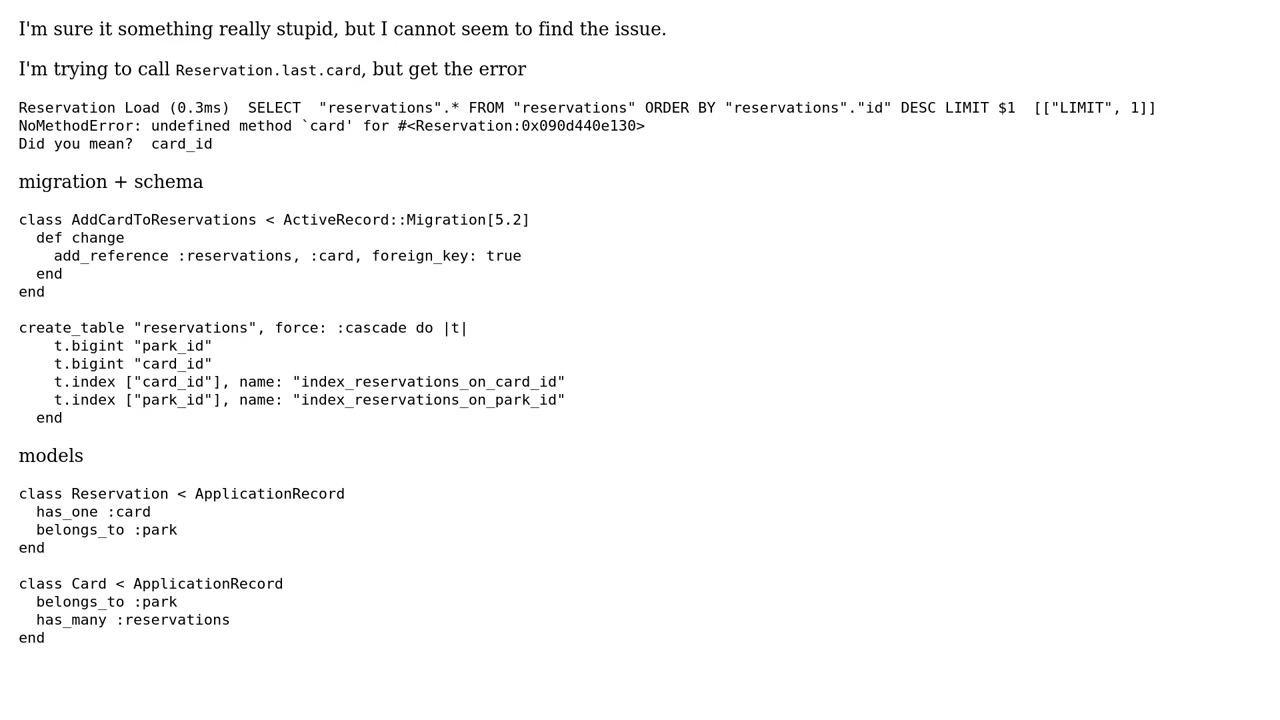 I'm sure it something really stupid, but I cannot seem to find the issue.
I'm trying to call Reservation.last.card, but get the error
Reservation Load (0.3ms)  SELECT  "reservations".* FROM "reservations" ORDER BY "reservations"."id" DESC LIMIT $1  [["LIMIT", 1]]
NoMethodError: undefined method `card' for #<Reservation:0x090d440e130>
Did you mean?  card_id
migration + schema
class AddCardToReservations < ActiveRecord::Migration[5.2]
  def change
    add_reference :reservations, :card, foreign_key: true
  end
end
create_table "reservations", force: :cascade do |t|
    t.bigint "park_id"
    t.bigint "card_id"
    t.index ["card_id"], name: "index_reservations_on_card_id"
    t.index ["park_id"], name: "index_reservations_on_park_id"
  end
models
class Reservation < ApplicationRecord
  has_one :card
  belongs_to :park
end
class Card < ApplicationRecord
  belongs_to :park
  has_many :reservations
end